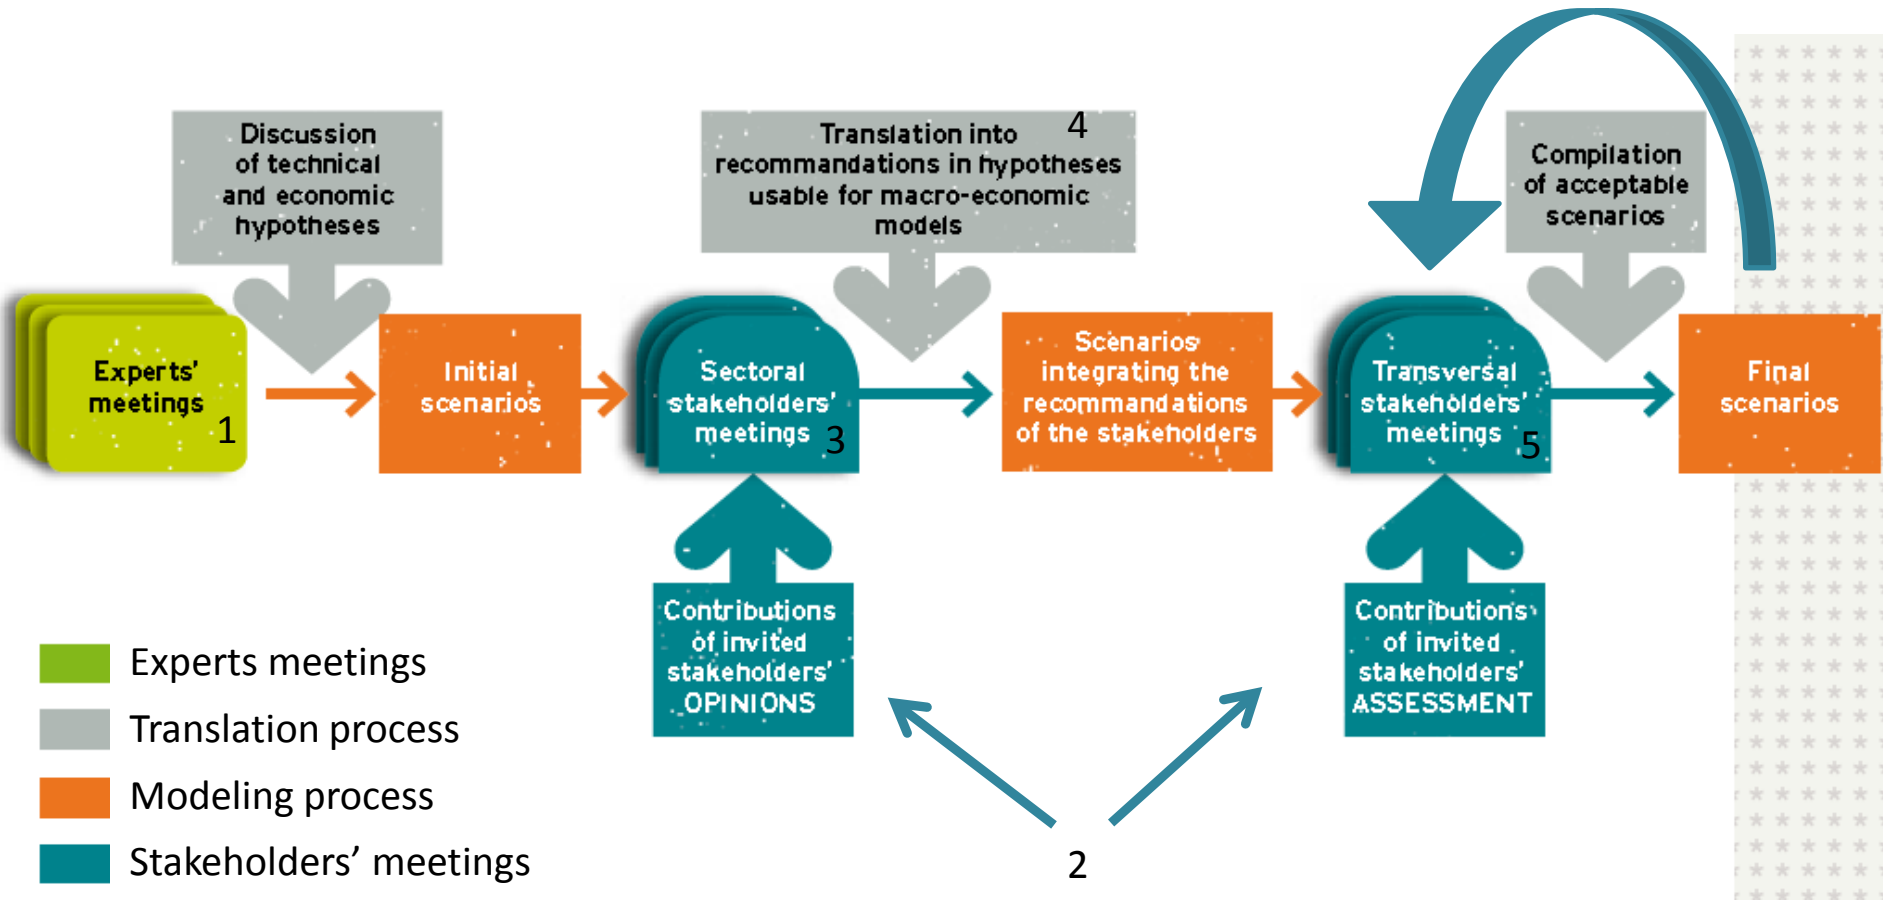 Discussion
of technical
and economic
hypotheses
Translation into
4
recommandations in hypotheses
usable for macro-economic
models
Compilation
of acceptable
scenarios
Experts'
meetings
1
Initial
scenarios
Sectoral
stakeholders'
meetings
3
Scenarios
integrating the
recommandations
of the stakeholders
Transversal
stakeholders'
meetings
5
Final
scenarios
Contributions
of invited
stakeholders'
OPINIONS
Contributions
of invited
stakeholders'
ASSESSMENT
2
Experts meetings
Translation process
Modeling process
Stakeholders’ meetings